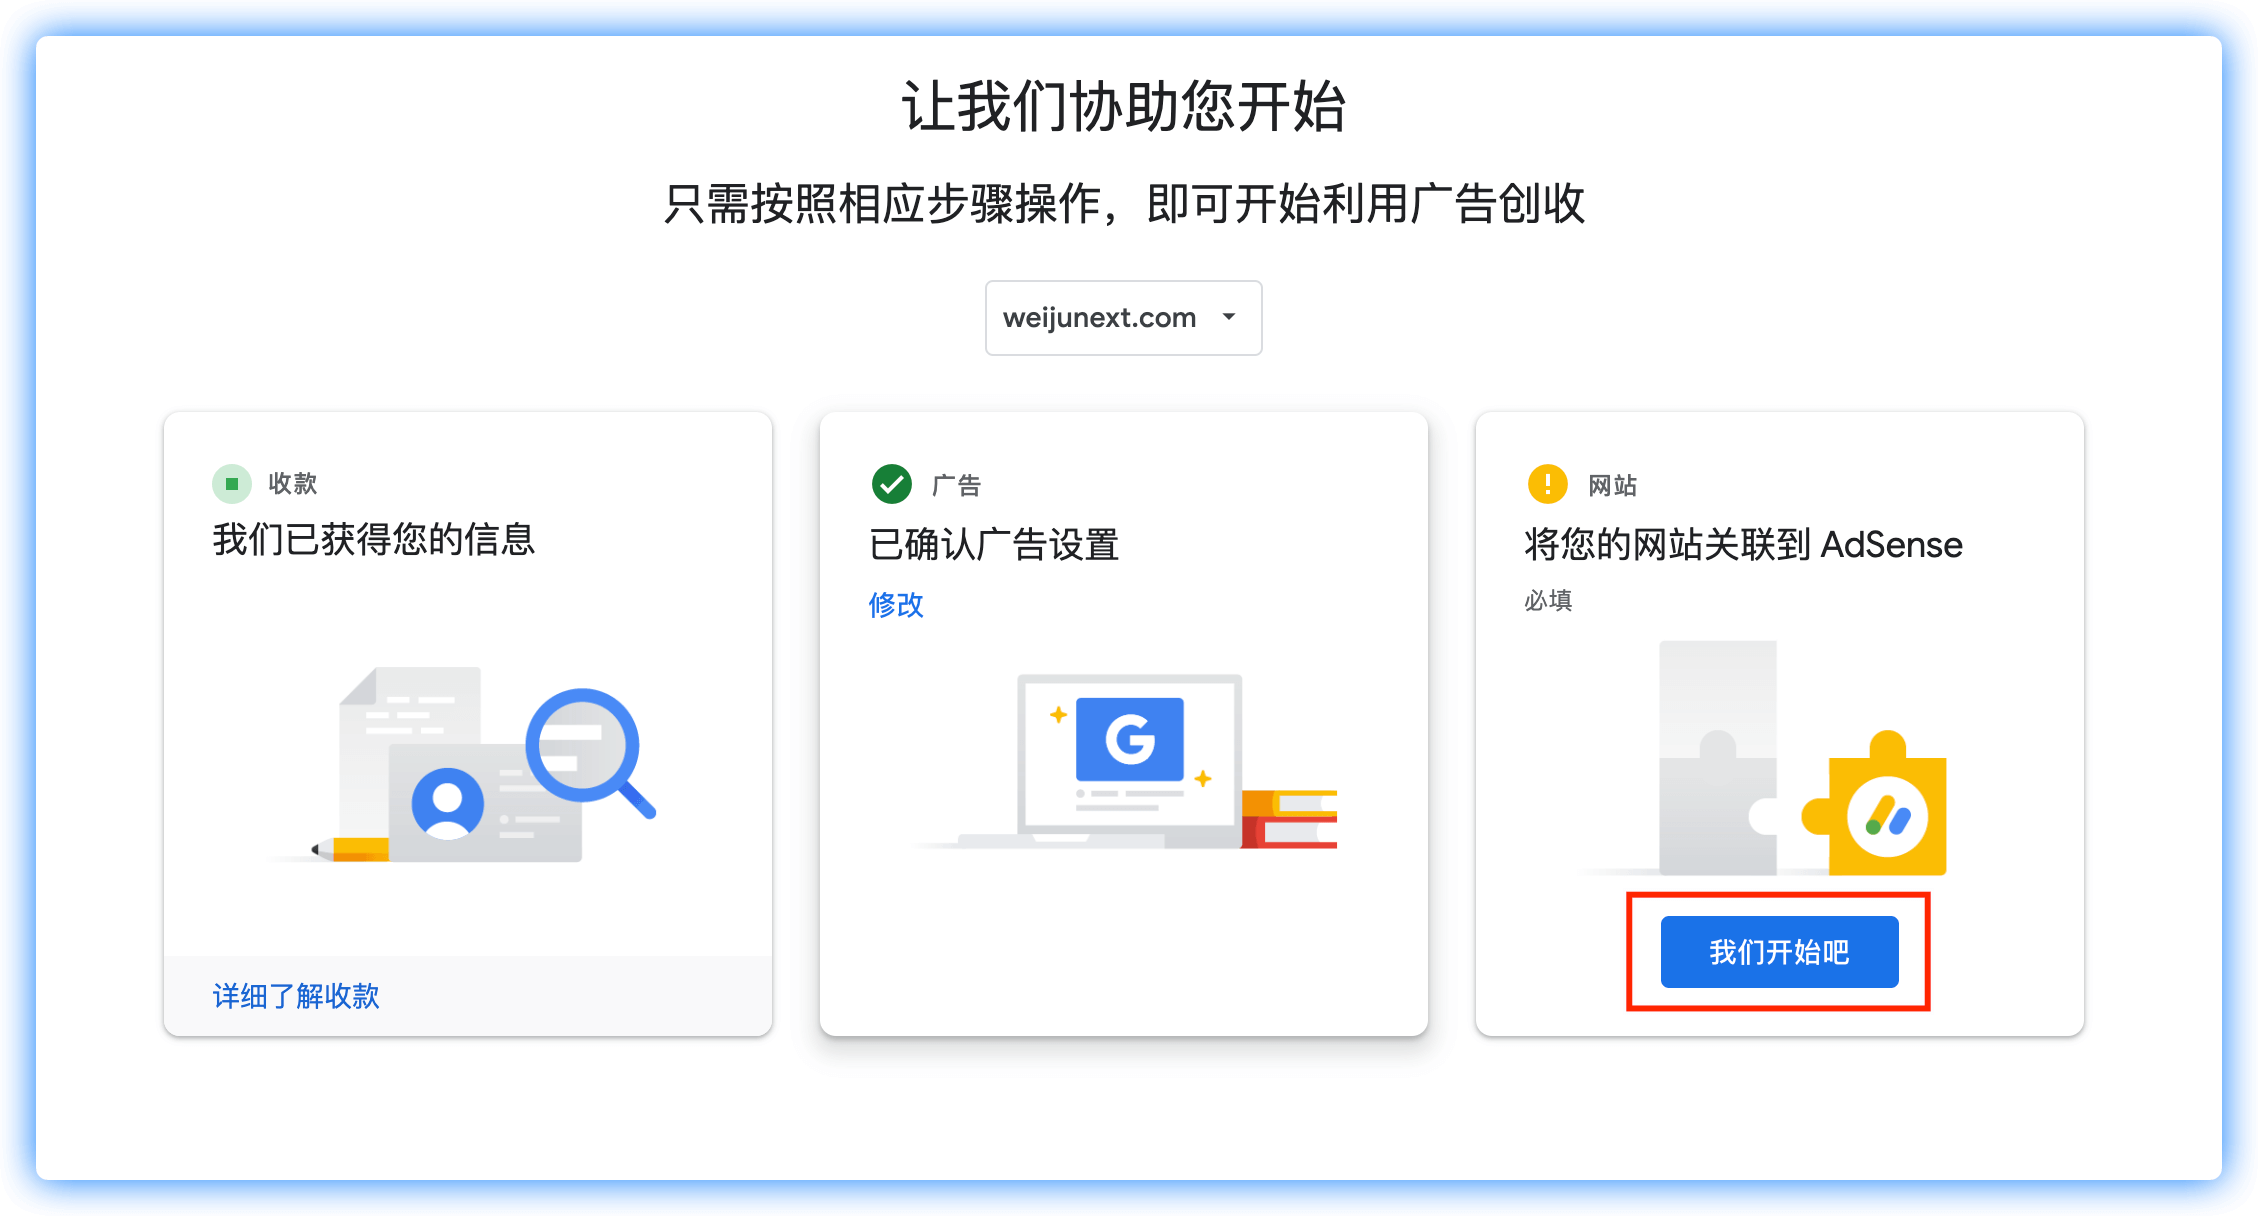 让我们协助您开始
只需按照相应步骤操作，即可开始利用广告创收
weijunext.com
收款
我们已获得您的信息
详细了解收款
广告
已确认广告设置
修改
G
网站
将您的网站关联到 AdSense
必填
我们开始吧